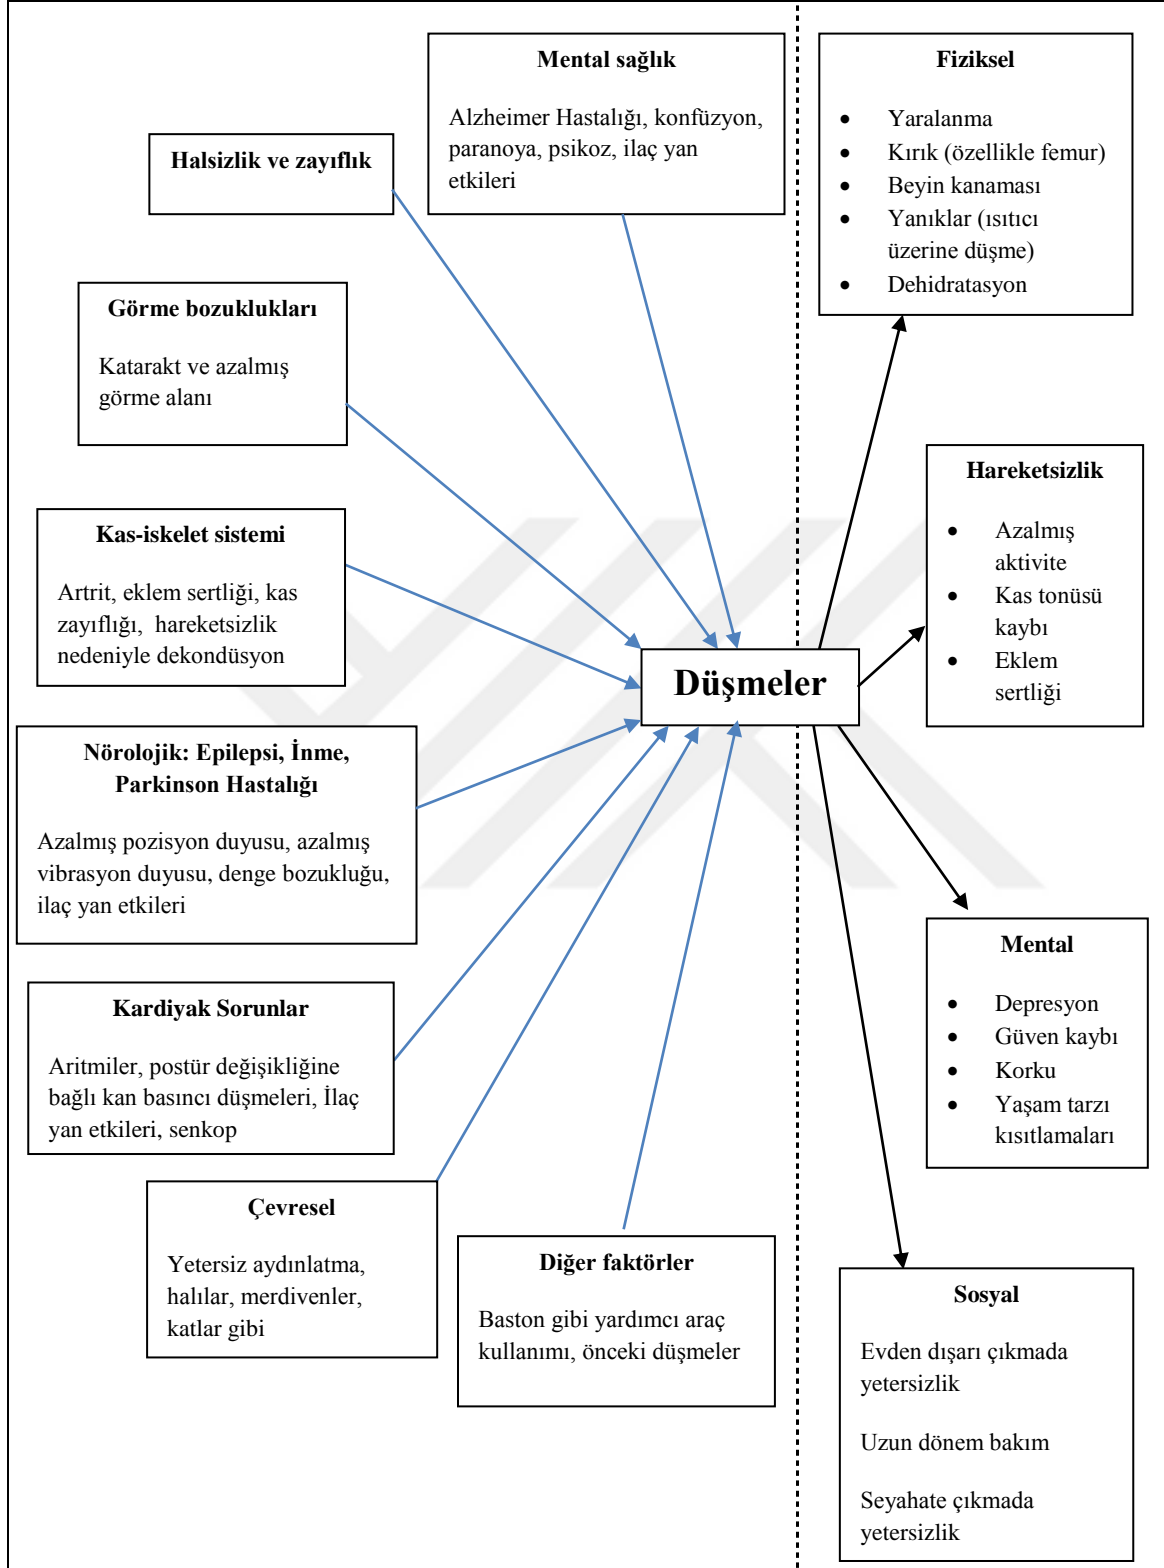 Mental sağlık
Alzheimer Hastalığı, konfüzyon,
paranoya, psikoz, ilaç yan
etkileri
Halsizlik ve zayıflık
Görme bozuklukları
Katarakt ve azalmış
görme alanı
Kas-iskelet sistemi
Artrit, eklem sertliği, kas
zayıflığı, hareketsizlik
nedeniyle dekondüsyon
Nörolojik: Epilepsi, İnme,
Parkinson Hastalığı
Azalmış pozisyon duyusu, azalmış
vibrasyon duyusu, denge bozukluğu,
ilaç yan etkileri
Kardiyak Sorunlar
Aritmiler, postür değişikliğine
bağlı kan basıncı düşmeleri, İlaç
yan etkileri, senkop
Çevresel
Yetersiz aydınlatma,
halılar, merdivenler,
katlar gibi
Diğer faktörler
Baston gibi yardımcı araç
kullanımı, önceki düşmeler
Düşmeler
Fiziksel
• Yaralanma
• Kırık (özellikle femur)
• Beyin kanaması
• Yanıklar (ısıtıcı
üzerine düşme)
• Dehidratasyon
Hareketsizlik
• Azalmış
aktivite
• Kas tonüsü
kaybı
• Eklem
sertliği
Mental
• Depresyon
• Güven kaybı
• Korku
• Yaşam tarzı
kısıtlamaları
Sosyal
Evden dışarı çıkmada
yetersizlik
Uzun dönem bakım
Seyahate çıkmada
yetersizlik